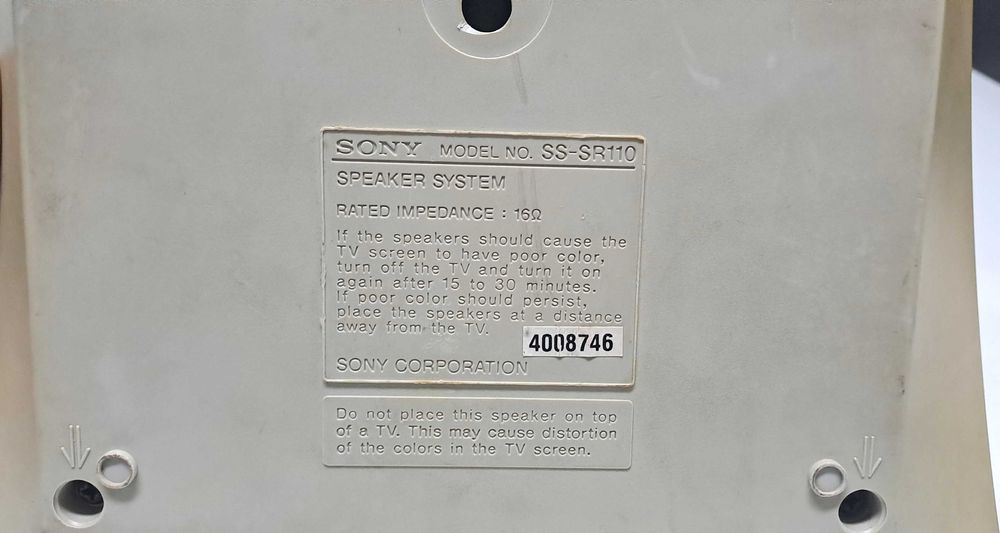 SONY MODEL NO. SS-SR110
SPEAKER SYSTEM
RATED IMPEDANCE : 16Ω
If the speakers should cause the
TV screen to have poor color,
turn off the TV and turn it on
again after 15 to 30 minutes.
If poor color should persist,
place the speakers at a distance
away from the TV.
4008746
SONY CORPORATION
Do not place this speaker on top
of a TV. This may cause distortion
of the colors in the TV screen.